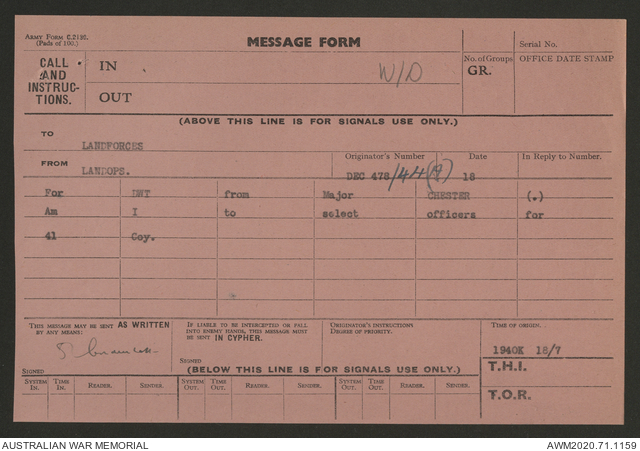 Army Form C.2136.
(Pads of 100.)
MESSAGE FORM
Serial No.
CALL AND INSTRUC-TIONS.
IN
W/D
No. of Groups
GR.
OFFICE DATE STAMP
OUT
(ABOVE THIS LINE IS FOR SIGNALS USE ONLY.)
TO
LANDFORCES
FROM
LANDOPS.
Originator's Number
Date
In Reply to Number.
DEC 478/44(A)
18
For DWT from Major CHESTER (.)
Am I to select officers for
41 Coy.
This message may be sent AS WRITTEN
by any means:
If liable to be intercepted or fall
into enemy hands, this message must
be sent IN CYPHER.
Originator's Instructions
Degree of Priority.
Time of Origin.
1940K 18/7
Signed
Signed
(BELOW THIS LINE IS FOR SIGNALS USE ONLY.)
T.H.I.
System In. Time In. Reader. Sender. System Out. Time Out. Reader. Sender. System Out. Time Out. Reader. Sender.
T.O.R.
AUSTRALIAN WAR MEMORIAL
AWM2020.71.1159